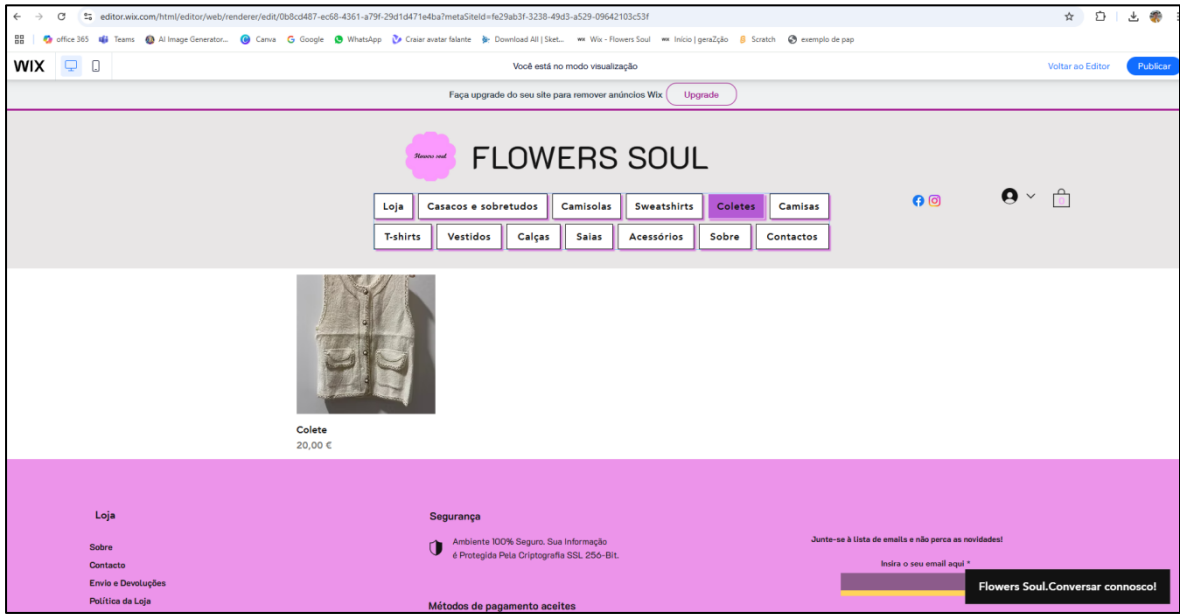 editor.wix.com/html/editor/web/renderer/edit/0b8cd487-ec68-4361-a79f-29d1d471e4ba?metaSiteId=fe29ab3f-3238-49d3-a529-09642103c53f
office 365 Teams AI Image Generator... Canva Google WhatsApp Craiar avatar falante Download All | Sket... Wix - Flowers Soul Início | geraZção Scratch exemplo de pap
WIX Você está no modo visualização Voltar ao Editor Publicar
Faça upgrade do seu site para remover anúncios Wix Upgrade
Flowers soul FLOWERS SOUL
Loja Casacos e sobretudos Camisolas Sweatshirts Coletes Camisas
0
T-shirts Vestidos Calças Saias Acessórios Sobre Contactos
Colete
20,00 €
Loja
Sobre
Contacto
Envio e Devoluções
Política da Loja
Segurança
Ambiente 100% Seguro. Sua Informação
é Protegida Pela Criptografia SSL 256-Bit.
Métodos de pagamento aceites
Junte-se à lista de emails e não perca as novidades!
Insira o seu email aqui *
Flowers Soul.Conversar connosco!